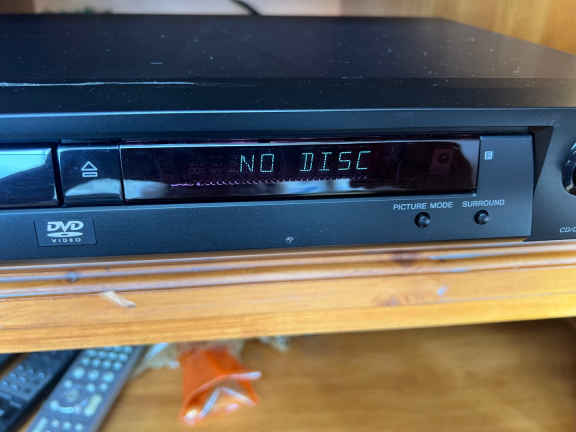 NO DISC
PICTURE MODE SURROUND
DVD
VIDEO